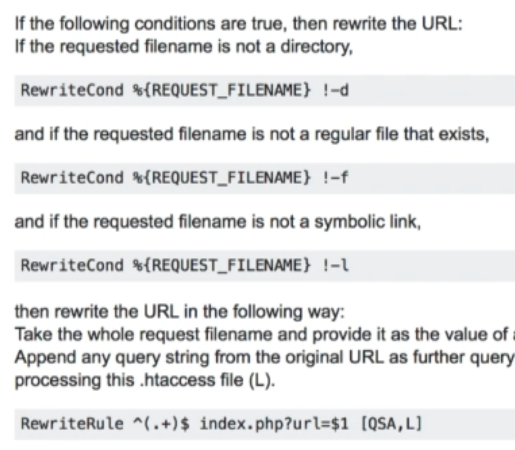 If the following conditions are true, then rewrite the URL:
If the requested filename is not a directory,
RewriteCond %{REQUEST_FILENAME} !-d
and if the requested filename is not a regular file that exists,
RewriteCond %{REQUEST_FILENAME} !-f
and if the requested filename is not a symbolic link,
RewriteCond %{REQUEST_FILENAME} !-l
then rewrite the URL in the following way:
Take the whole request filename and provide it as the value of
Append any query string from the original URL as further query
processing this .htaccess file (L).
RewriteRule ^(.+)$ index.php?url=$1 [QSA,L]